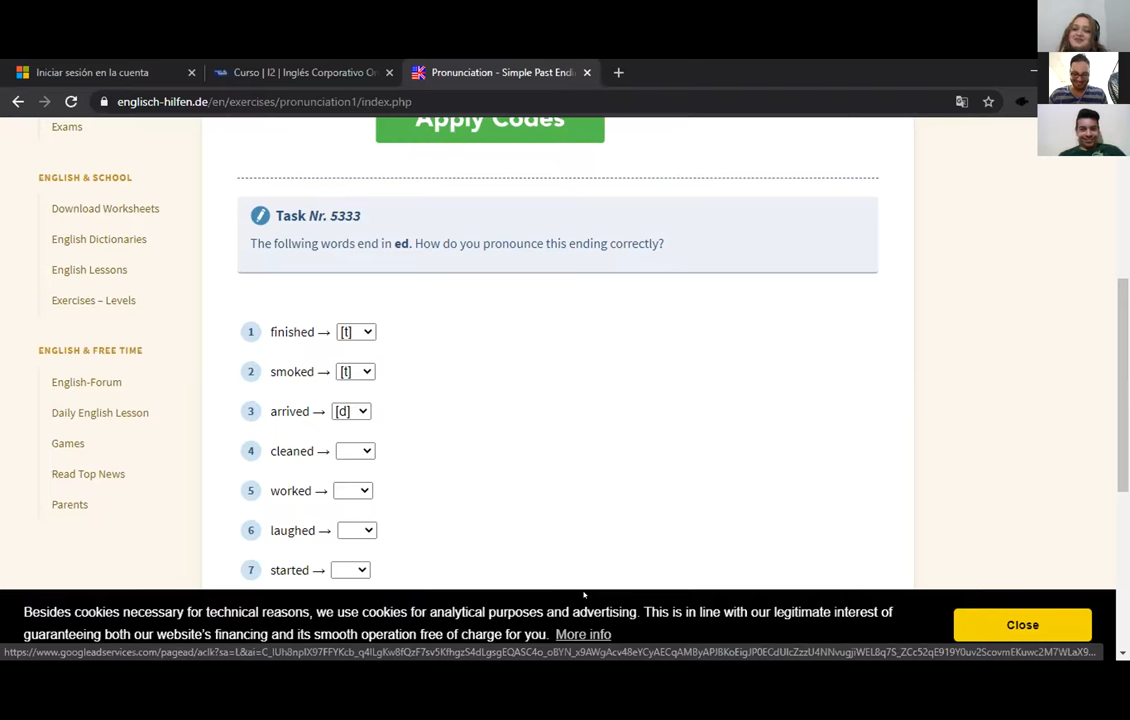 Iniciar sesión en la cuenta
Curso | I2 | Inglés Corporativo On
Pronunciation - Simple Past Endi
englisch-hilfen.de/en/exercises/pronunciation1/index.php
Exams
Apply Codes
ENGLISH & SCHOOL
Download Worksheets
English Dictionaries
English Lessons
Exercises – Levels
ENGLISH & FREE TIME
English-Forum
Daily English Lesson
Games
Read Top News
Parents
Task Nr. 5333
The follwing words end in ed. How do you pronounce this ending correctly?
1 finished → [t]
2 smoked → [t]
3 arrived → [d]
4 cleaned →
5 worked →
6 laughed →
7 started →
Besides cookies necessary for technical reasons, we use cookies for analytical purposes and advertising. This is in line with our legitimate interest of
guaranteeing both our website's financing and its smooth operation free of charge for you. More info
Close